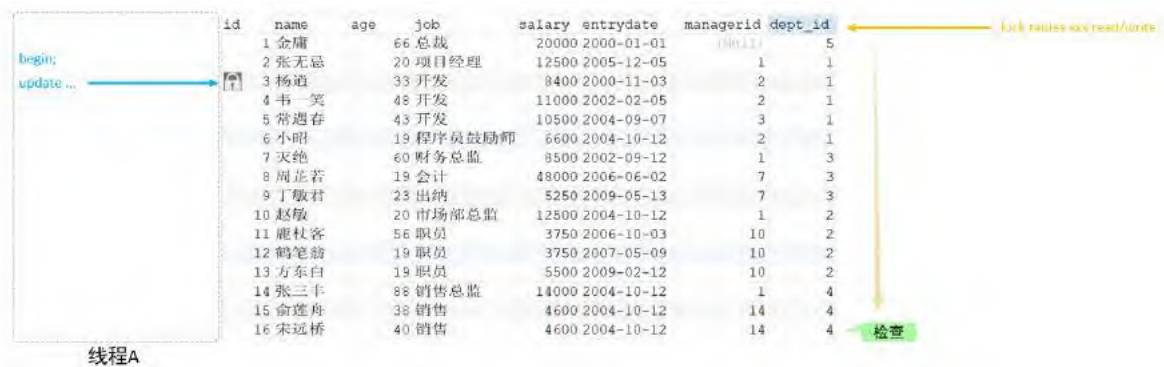 id name age job salary entrydate managerid dept_id
lock tables xxx read/write
1 金庸 66 总裁 20000 2000-01-01 (Null) 5
begin;
2 张无忌 20 项目经理 12500 2005-12-05 1 1
update ...
3 杨逍 33 开发 8400 2000-11-03 2 1
4 韦一笑 48 开发 11000 2002-02-05 2 1
5 常遇春 43 开发 10500 2004-09-07 3 1
6 小昭 19 程序员鼓励师 6600 2004-10-12 2 1
7 灭绝 60 财务总监 8500 2002-09-12 1 3
8 周芷若 19 会计 48000 2006-06-02 7 3
9 丁敏君 23 出纳 5250 2009-05-13 7 3
10 赵敏 20 市场部总监 12500 2004-10-12 1 2
11 鹿杖客 56 职员 3750 2006-10-03 10 2
12 鹤笔翁 19 职员 3750 2007-05-09 10 2
13 方东白 19 职员 5500 2009-02-12 10 2
14 张三丰 88 销售总监 14000 2004-10-12 1 4
15 俞莲舟 38 销售 4600 2004-10-12 14 4
16 宋远桥 40 销售 4600 2004-10-12 14 4
检查
线程A